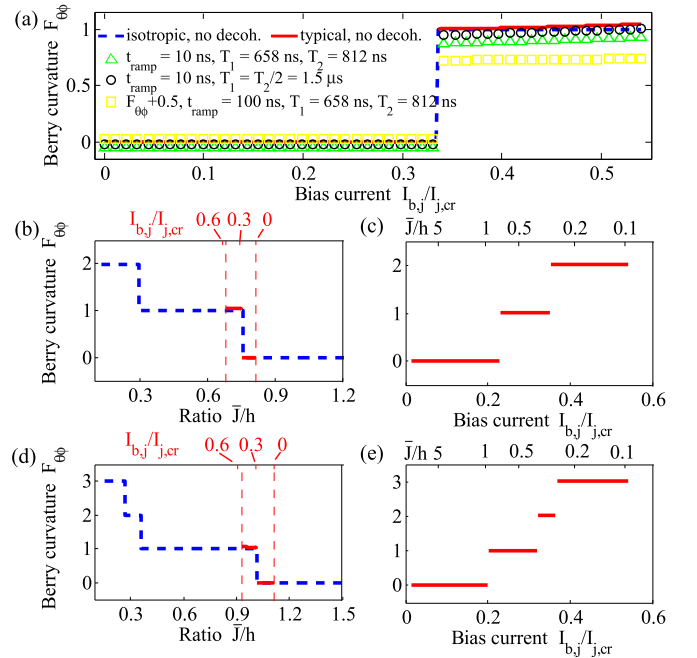 (a)
Berry curvature F_θϕ
isotropic, no decoh.
typical, no decoh.
t_ramp = 10 ns, T_1 = 658 ns, T_2 = 812 ns
t_ramp = 10 ns, T_1 = T_2/2 = 1.5 μs
F_θϕ+0.5, t_ramp = 100 ns, T_1 = 658 ns, T_2 = 812 ns
1
0.5
0
0 0.1 0.2 0.3 0.4 0.5
Bias current I_b,j/I_j,cr
(b)
I_b,j/I_j,cr
0.6 0.3 0
Berry curvature F_θϕ
2
1
0
0.3 0.6 0.9 1.2
Ratio J̄/h
(c)
J̄/h 5 1 0.5 0.2 0.1
2
1
0
0 0.2 0.4 0.6
Bias current I_b,j/I_j,cr
(d)
I_b,j/I_j,cr
0.6 0.3 0
Berry curvature F_θϕ
3
2
1
0
0.3 0.6 0.9 1.2 1.5
Ratio J̄/h
(e)
J̄/h 5 1 0.5 0.2 0.1
3
2
1
0
0 0.2 0.4 0.6
Bias current I_b,j/I_j,cr